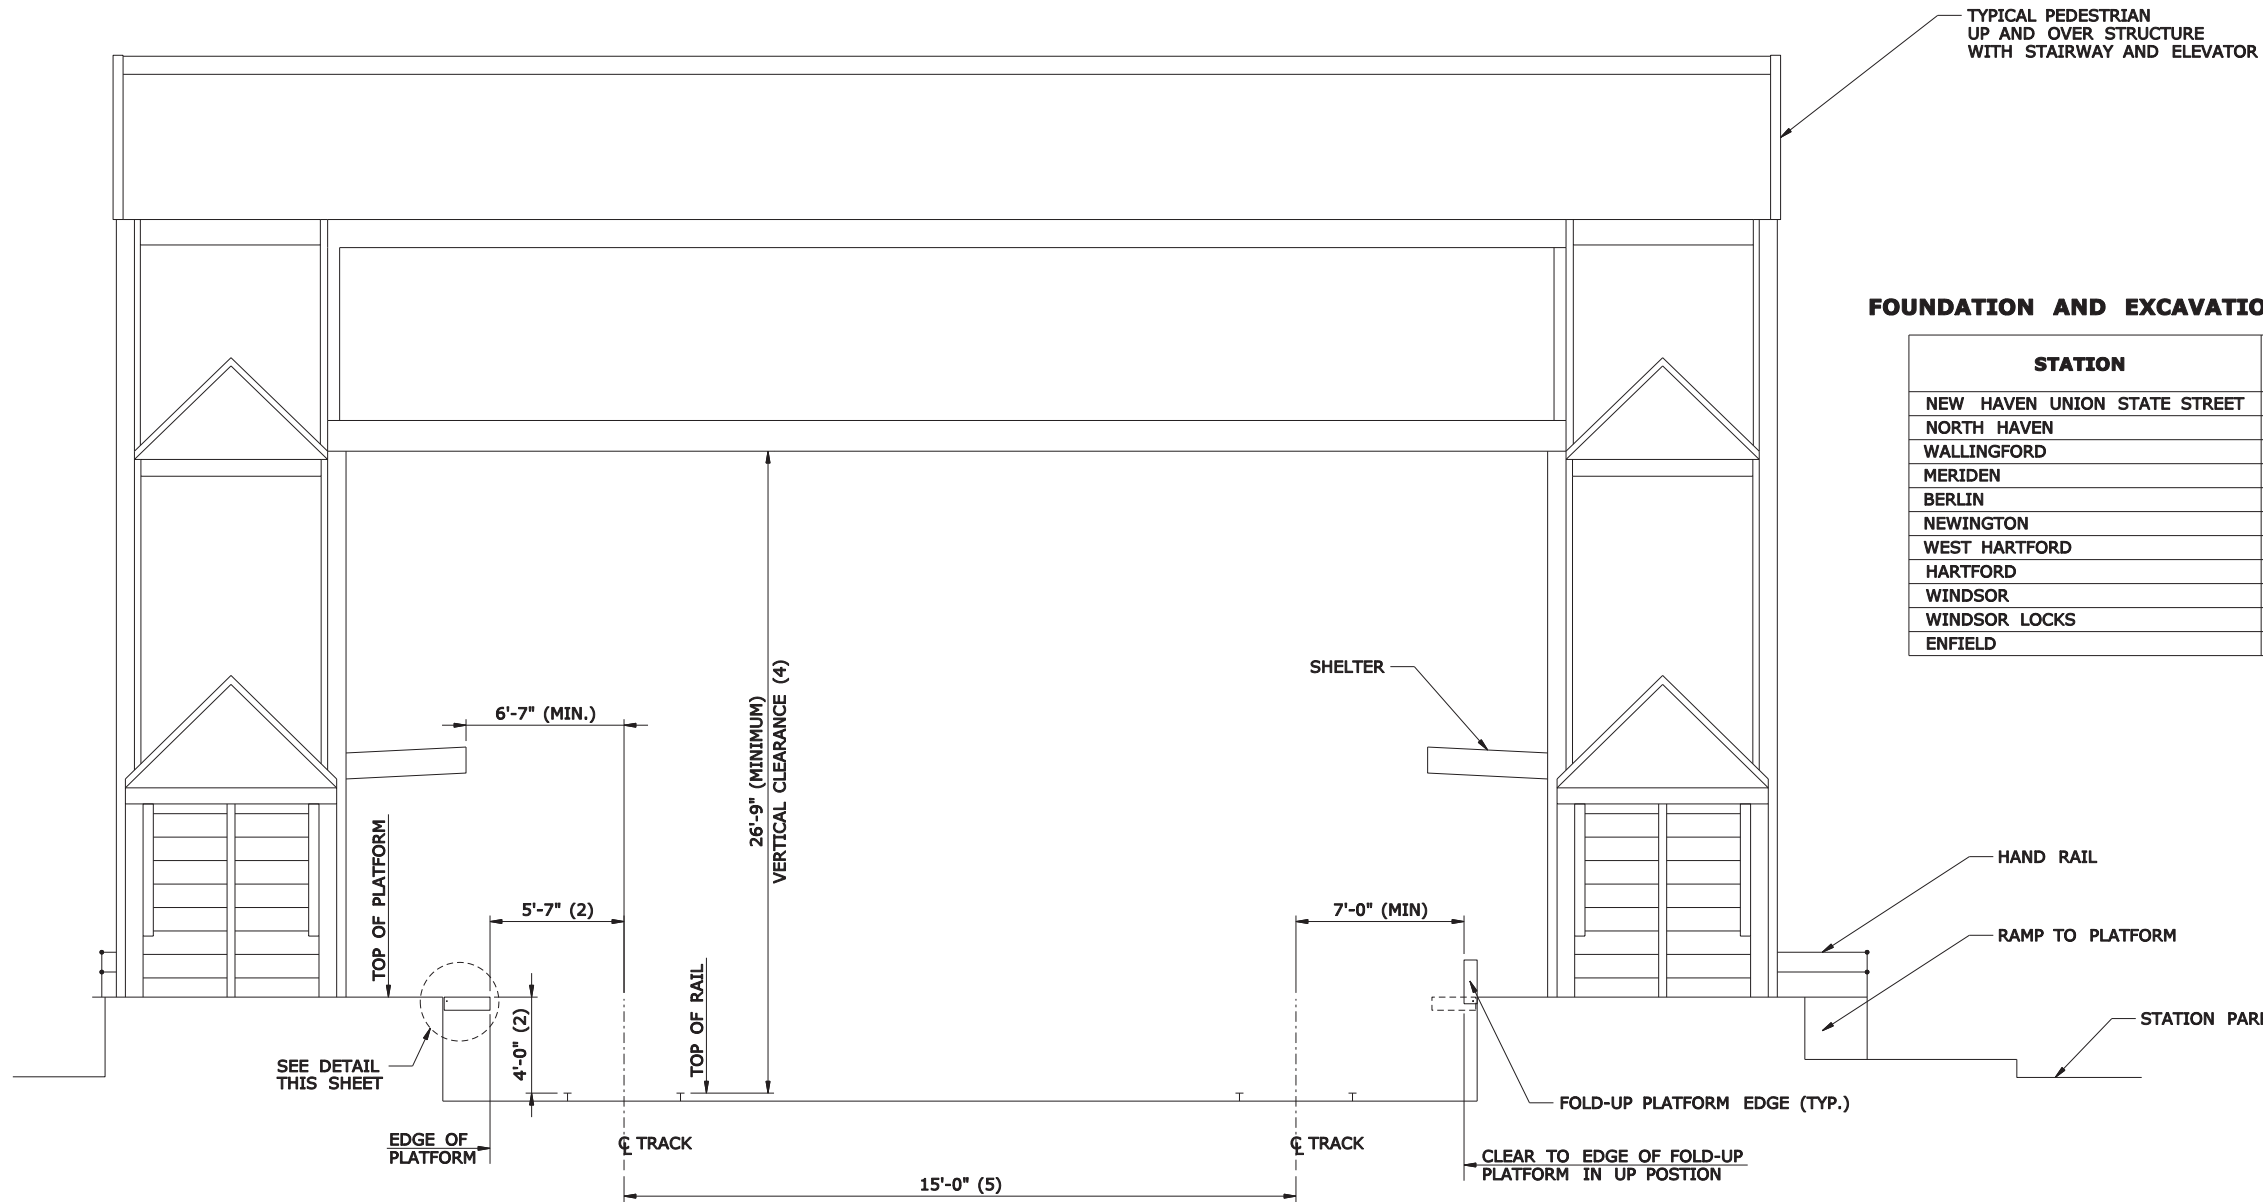 TYPICAL PEDESTRIAN
UP AND OVER STRUCTURE
WITH STAIRWAY AND ELEVATOR
FOUNDATION AND EXCAVATIO
STATION
NEW HAVEN UNION STATE STREET
NORTH HAVEN
WALLINGFORD
MERIDEN
BERLIN
NEWINGTON
WEST HARTFORD
HARTFORD
WINDSOR
WINDSOR LOCKS
ENFIELD
SHELTER
6'-7" (MIN.)
26'-9" (MINIMUM)
VERTICAL CLEARANCE (4)
TOP OF PLATFORM
5'-7" (2)
7'-0" (MIN)
HAND RAIL
RAMP TO PLATFORM
TOP OF RAIL
4'-0" (2)
STATION PAR
SEE DETAIL
THIS SHEET
FOLD-UP PLATFORM EDGE (TYP.)
EDGE OF
PLATFORM
℄ TRACK
℄ TRACK
CLEAR TO EDGE OF FOLD-UP
PLATFORM IN UP POSTION
15'-0" (5)